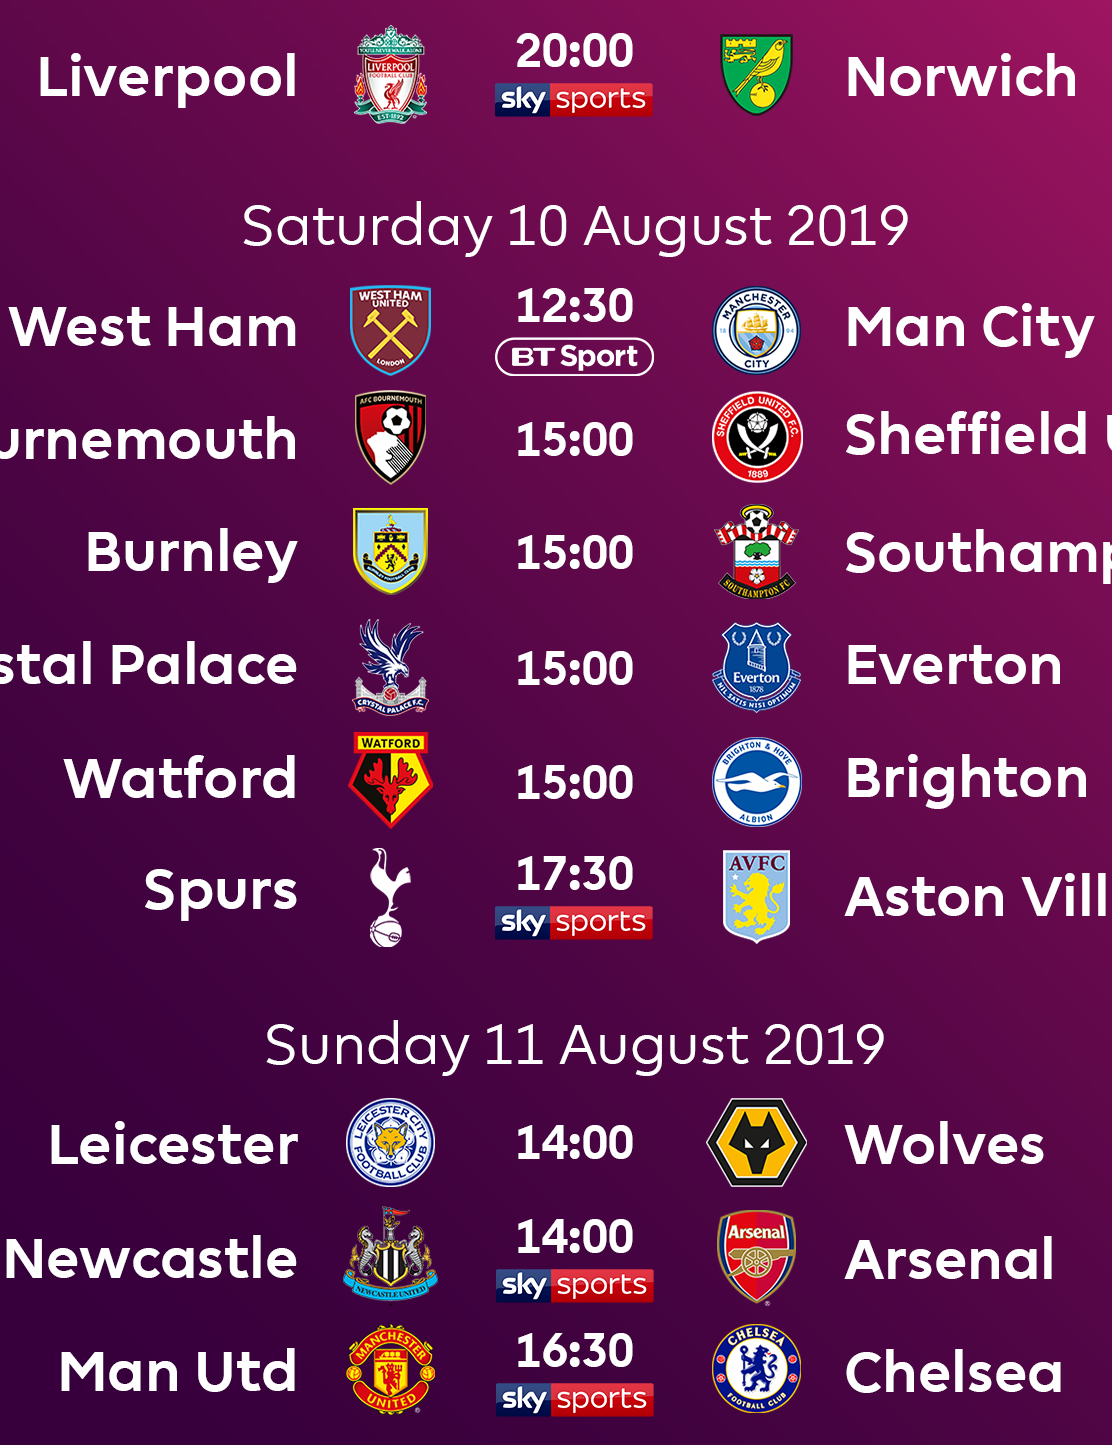 Liverpool 20:00 Norwich
sky sports
Saturday 10 August 2019
West Ham 12:30 Man City
BT Sport
urnemouth 15:00 Sheffield U
Burnley 15:00 Southamp
stal Palace 15:00 Everton
Watford 15:00 Brighton
Spurs 17:30 Aston Vill
sky sports
Sunday 11 August 2019
Leicester 14:00 Wolves
Newcastle 14:00 Arsenal
sky sports
Man Utd 16:30 Chelsea
sky sports